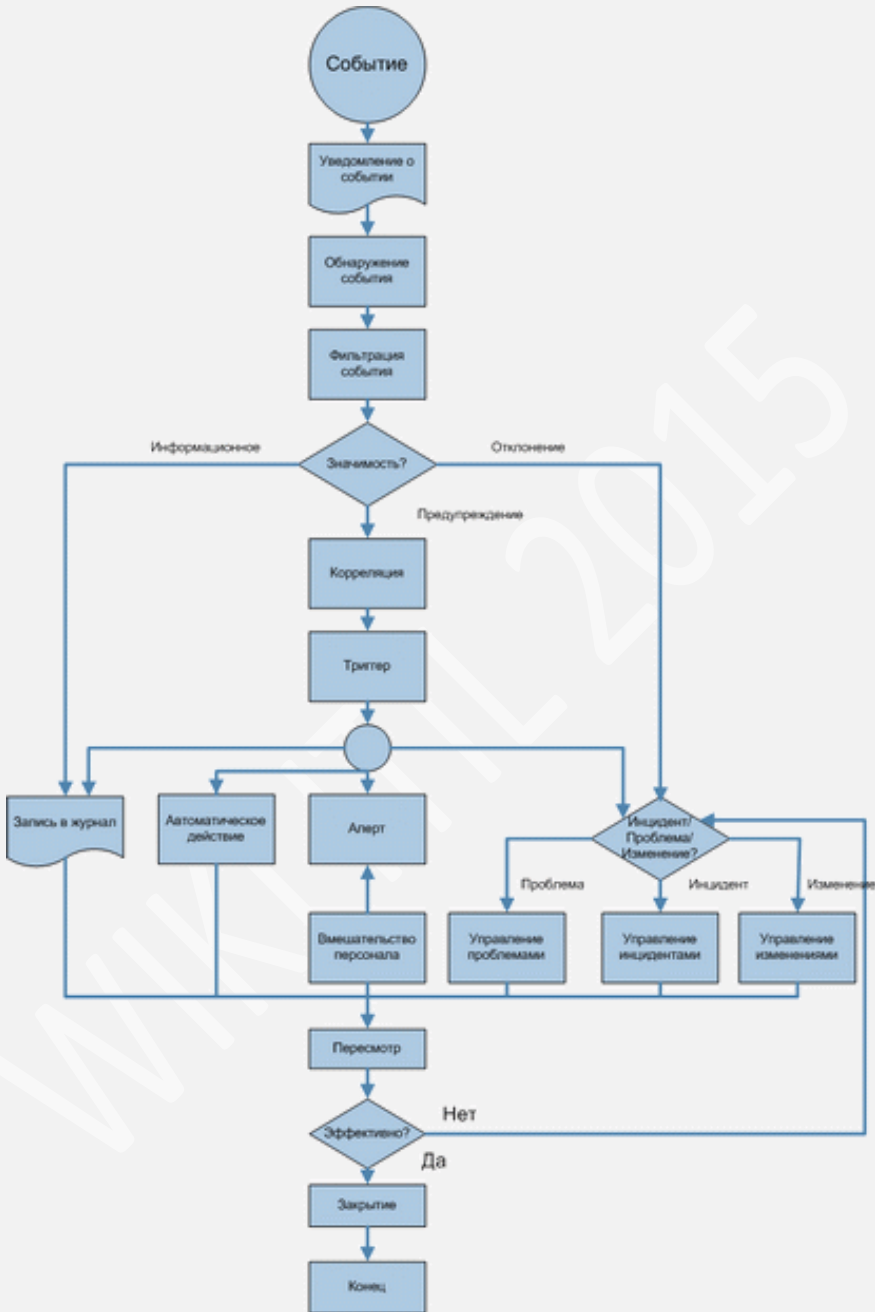 Событие
Уведомление о
событии
Обнаружение
события
Фильтрация
события
Информационное
Значимость?
Отклонение
Предупреждение
Корреляция
Триггер
Запись в журнал
Автоматическое
действие
Алерт
Инцидент/
Проблема/
Изменение?
Проблема
Инцидент
Изменение
Вмешательство
персонала
Управление
проблемами
Управление
инцидентами
Управление
изменениями
Пересмотр
Эффективно?
Нет
Да
Закрытие
Конец
WIKIITIL 2015